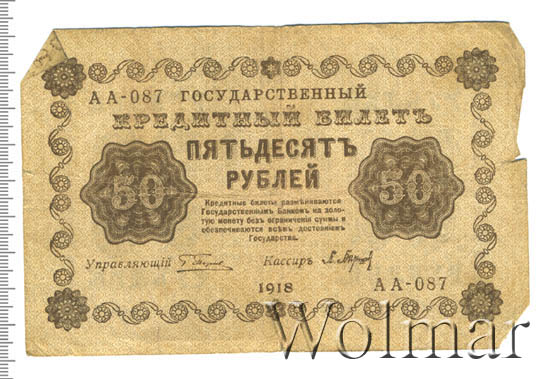 АА-087 ГОСУДАРСТВЕННЫЙ
КРЕДИТНЫЙ БИЛЕТЪ
ПЯТЬДЕСЯТЪ
РУБЛЕЙ
50
50
Кредитные билеты размѣниваются
Государственнымъ Банкомъ на золо-
тую монету безъ ограниченія суммы и
обезпечиваются всѣмъ достояніемъ
Государства.
Управляющій
Кассиръ
1918
АА-087
Wolmar